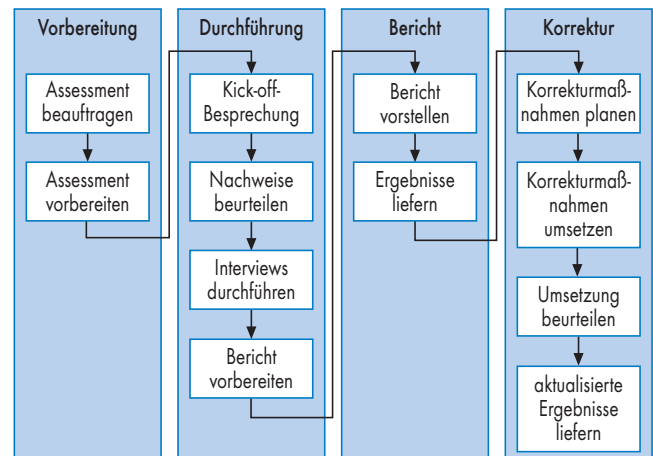 Vorbereitung
Assessment
beauftragen
Assessment
vorbereiten
Durchführung
Kick-off-
Besprechung
Nachweise
beurteilen
Interviews
durchführen
Bericht
vorbereiten
Bericht
Bericht
vorstellen
Ergebnisse
liefern
Korrektur
Korrekturmaß-
nahmen planen
Korrekturmaß-
nahmen
umsetzen
Umsetzung
beurteilen
aktualisierte
Ergebnisse
liefern